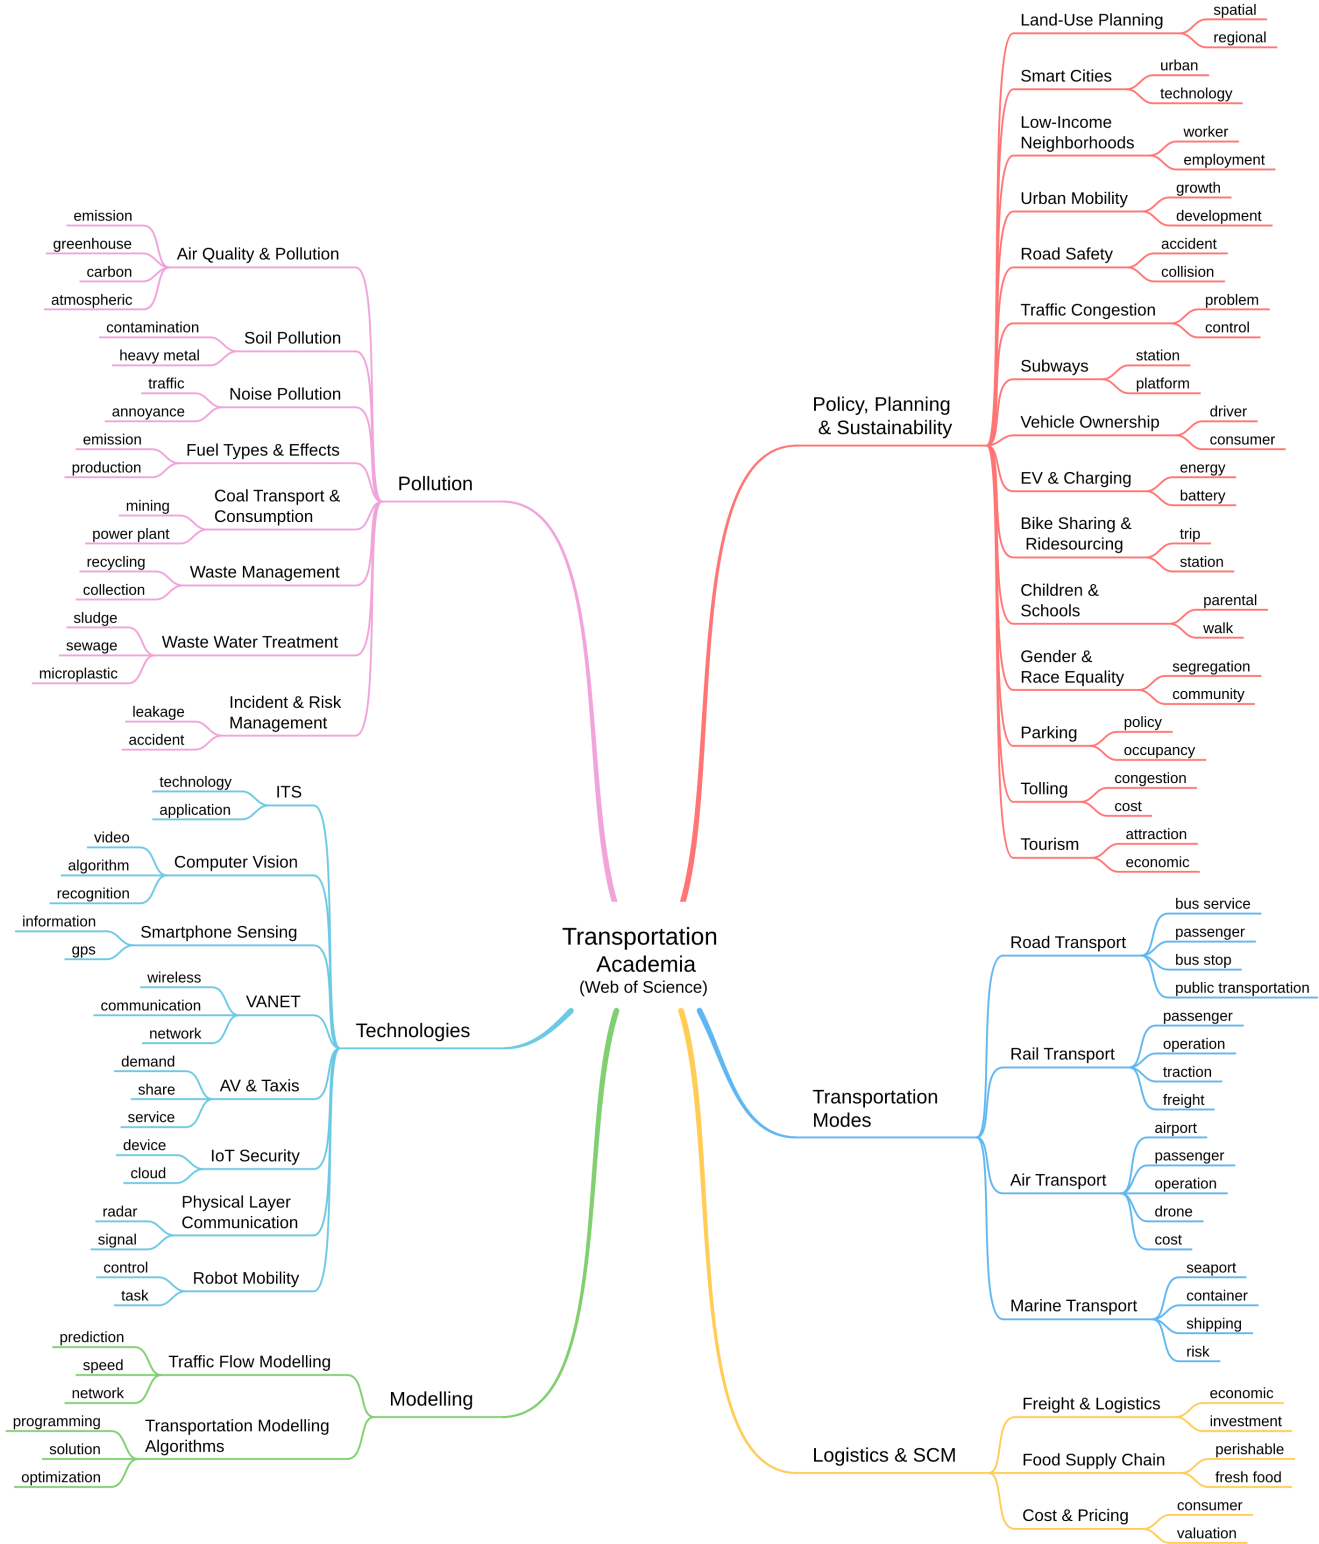 Transportation
Academia
(Web of Science)
Policy, Planning
& Sustainability
Land-Use Planning
spatial
regional
Smart Cities
urban
technology
Low-Income
Neighborhoods
worker
employment
Urban Mobility
growth
development
Road Safety
accident
collision
Traffic Congestion
problem
control
Subways
station
platform
Vehicle Ownership
driver
consumer
EV & Charging
energy
battery
Bike Sharing &
Ridesourcing
trip
station
Children &
Schools
parental
walk
Gender &
Race Equality
segregation
community
Parking
policy
occupancy
Tolling
congestion
cost
Tourism
attraction
economic
Transportation
Modes
Road Transport
bus service
passenger
bus stop
public transportation
Rail Transport
passenger
operation
traction
freight
Air Transport
airport
passenger
operation
drone
cost
Marine Transport
seaport
container
shipping
risk
Logistics & SCM
Freight & Logistics
economic
investment
Food Supply Chain
perishable
fresh food
Cost & Pricing
consumer
valuation
Pollution
Air Quality & Pollution
emission
greenhouse
carbon
atmospheric
Soil Pollution
contamination
heavy metal
Noise Pollution
traffic
annoyance
Fuel Types & Effects
emission
production
Coal Transport &
Consumption
mining
power plant
Waste Management
recycling
collection
Waste Water Treatment
sludge
sewage
microplastic
Incident & Risk
Management
leakage
accident
Technologies
ITS
technology
application
Computer Vision
video
algorithm
recognition
Smartphone Sensing
information
gps
VANET
wireless
communication
network
AV & Taxis
demand
share
service
IoT Security
device
cloud
Physical Layer
Communication
radar
signal
Robot Mobility
control
task
Modelling
Traffic Flow Modelling
prediction
speed
network
Transportation Modelling
Algorithms
programming
solution
optimization